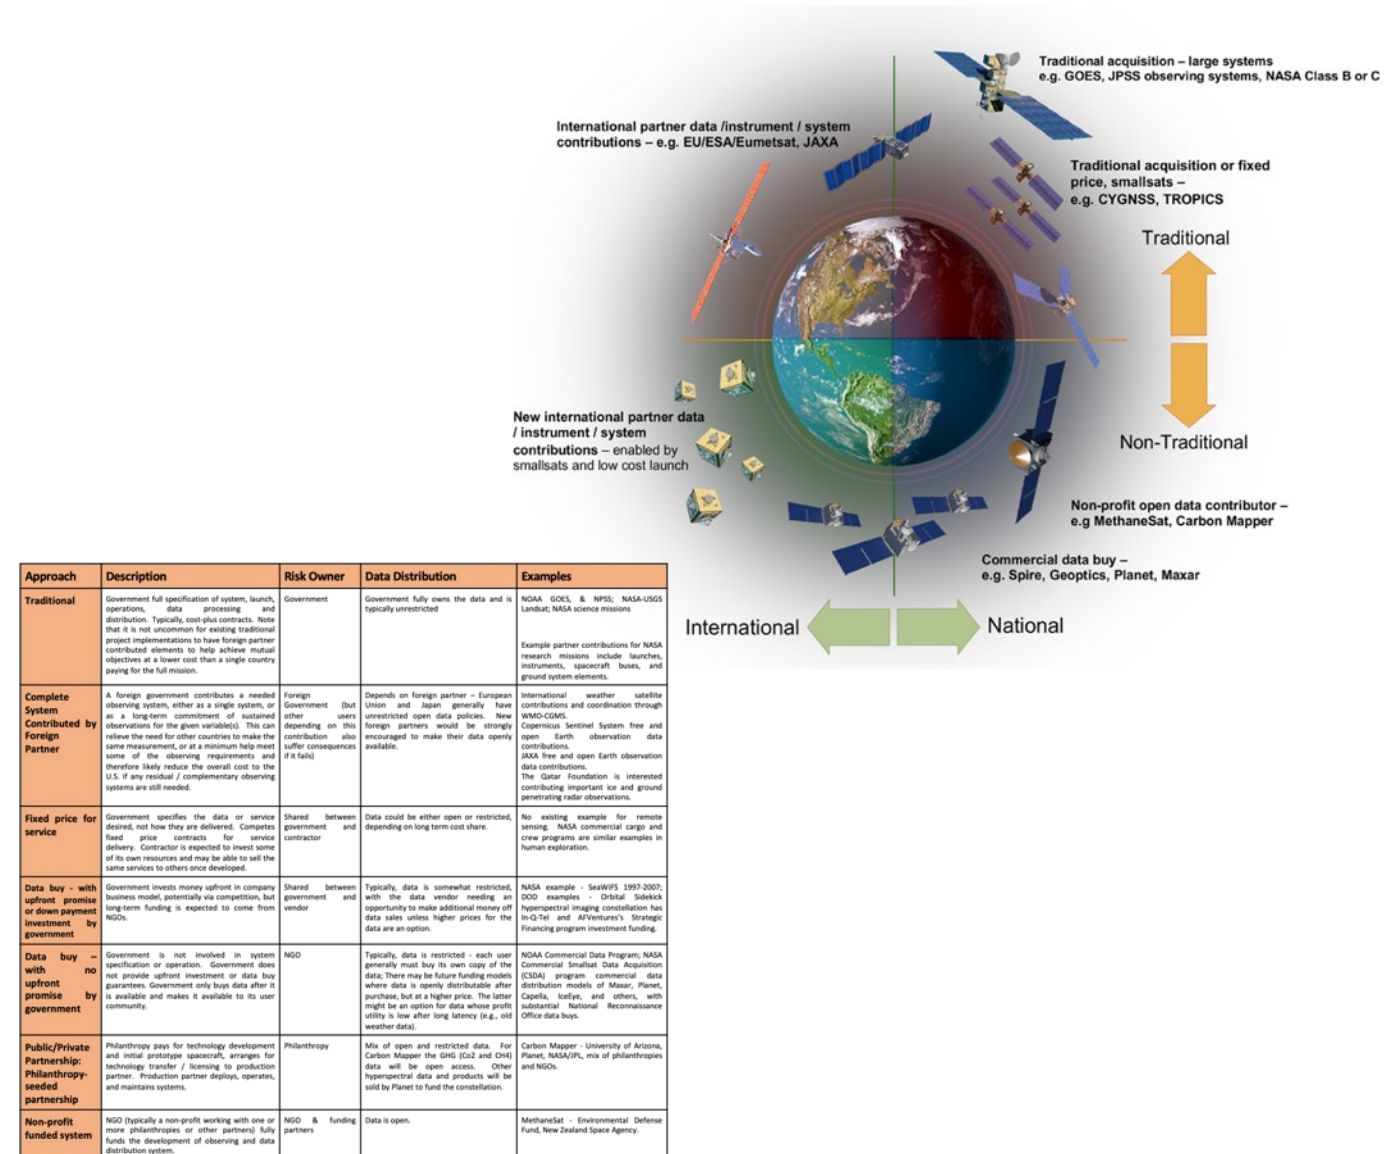 Traditional acquisition – large systems
e.g. GOES, JPSS observing systems, NASA Class B or C
International partner data /instrument / system
contributions – e.g. EU/ESA/Eumetsat, JAXA
Traditional acquisition or fixed
price, smallsats –
e.g. CYGNSS, TROPICS
Traditional
Non-Traditional
New international partner data
/ instrument / system
contributions – enabled by
smallsats and low cost launch
Non-profit open data contributor –
e.g MethaneSat, Carbon Mapper
Commercial data buy –
e.g. Spire, Geoptics, Planet, Maxar
International
National
Approach
Description
Risk Owner
Data Distribution
Examples
Traditional
Government full specification of system, launch,
operations, data processing and
distribution. Typically, cost-plus contracts. Note
that it is not uncommon for existing traditional
project implementations to have foreign partner
contributed elements to help achieve mutual
objectives at a lower cost than a single country
paying for the full mission.
Government
Government fully owns the data and is
typically unrestricted
NOAA GOES, & NPSS; NASA-USGS
Landsat; NASA science missions
Example partner contributions for NASA
research missions include launches,
instruments, spacecraft buses, and
ground system elements.
Complete
System
Contributed by
Foreign
Partner
A foreign government contributes a needed
observing system, either as a single system, or
as a long-term commitment of sustained
observations for the given variable(s). This can
relieve the need for other countries to make the
same measurement, or at a minimum help meet
some of the observing requirements and
therefore likely reduce the overall cost to the
U.S. if any residual / complementary observing
systems are still needed.
Foreign
Government (but
other users
depending on this
contribution also
suffer consequences
if it fails)
Depends on foreign partner – European
Union and Japan generally have
unrestricted open data policies. New
foreign partners would be strongly
encouraged to make their data openly
available.
International weather satellite
contributions and coordination through
WMO-CGMS.
Copernicus Sentinel System free and
open Earth observation data
contributions.
JAXA free and open Earth observation
data contributions.
The Qatar Foundation is interested
contributing important ice and ground
penetrating radar observations.
Fixed price for
service
Government specifies the data or service
desired, not how they are delivered. Competes
fixed price contracts for service
delivery. Contractor is expected to invest some
of its own resources and may be able to sell the
same services to others once developed.
Shared between
government and
contractor
Data could be either open or restricted,
depending on long term cost share.
No existing example for remote
sensing. NASA commercial cargo and
crew programs are similar examples in
human exploration.
Data buy - with
upfront promise
or down payment
investment by
government
Government invests money upfront in company
business model, potentially via competition, but
long-term funding is expected to come from
NGOs.
Shared between
government and
vendor
Typically, data is somewhat restricted,
with the data vendor needing an
opportunity to make additional money off
data sales unless higher prices for the
data are an option.
NASA example - SeaWiFS 1997-2007;
DOD examples - Orbital Sidekick
hyperspectral imaging constellation has
In-Q-Tel and AFVentures's Strategic
Financing program investment funding.
Data buy –
with no
upfront
promise by
government
Government is not involved in system
specification or operation. Government does
not provide upfront investment or data buy
guarantees. Government only buys data after it
is available and makes it available to its user
community.
NGO
Typically, data is restricted - each user
generally must buy its own copy of the
data; There may be future funding models
where data is openly distributable after
purchase, but at a higher price. The latter
might be an option for data whose profit
utility is low after long latency (e.g., old
weather data).
NOAA Commercial Data Program; NASA
Commercial Smallsat Data Acquisition
(CSDA) program commercial data
distribution models of Maxar, Planet,
Capella, IceEye, and others, with
substantial National Reconnaissance
Office data buys.
Public/Private
Partnership:
Philanthropy-
seeded
partnership
Philanthropy pays for technology development
and initial prototype spacecraft, arranges for
technology transfer / licensing to production
partner. Production partner deploys, operates,
and maintains systems.
Philanthropy
Mix of open and restricted data. For
Carbon Mapper the GHG (Co2 and CH4)
data will be open access. Other
hyperspectral data and products will be
sold by Planet to fund the constellation.
Carbon Mapper - University of Arizona,
Planet, NASA/JPL, mix of philanthropies
and NGOs.
Non-profit
funded system
NGO (typically a non-profit working with one or
more philanthropies or other partners) fully
funds the development of observing and data
distribution system.
NGO & funding
partners
Data is open.
MethaneSat - Environmental Defense
Fund, New Zealand Space Agency.